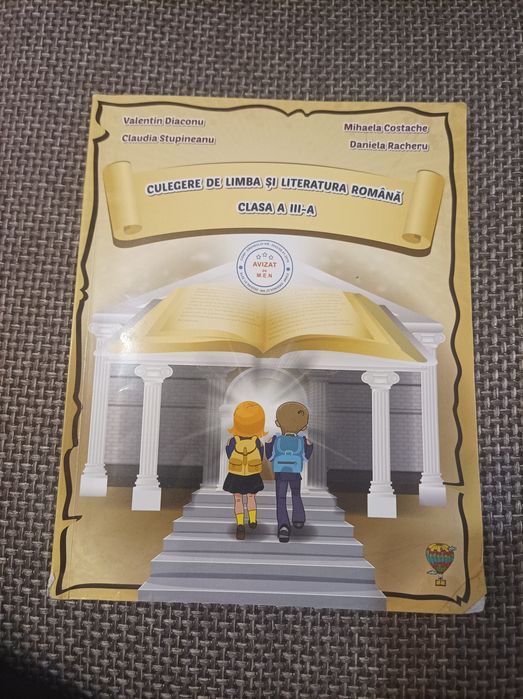 Valentin Diaconu
Claudia Stupineanu
Mihaela Costache
Daniela Racheru
CULEGERE DE LIMBA ȘI LITERATURA ROMÂNĂ
CLASA A III-A
AVIZAT
M.E.N